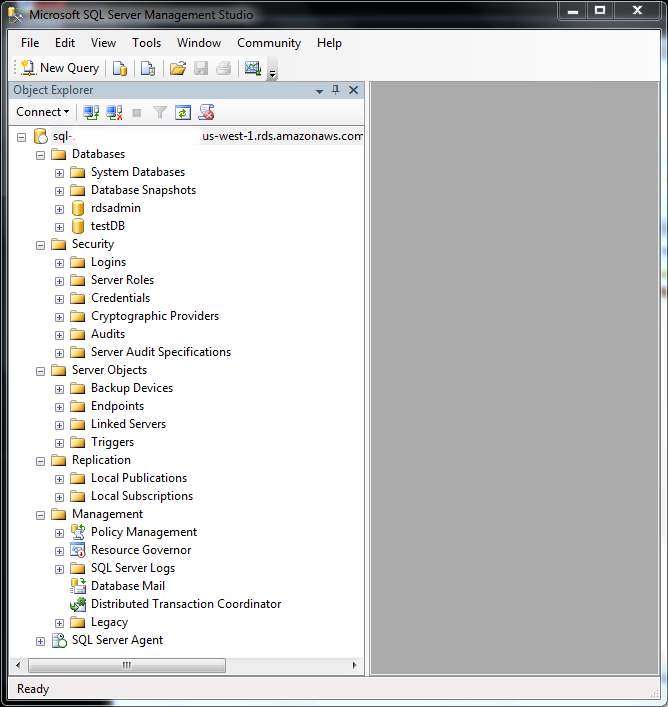 Microsoft SQL Server Management Studio
File Edit View Tools Window Community Help
New Query
Object Explorer
Connect
sql- us-west-1.rds.amazonaws.com
Databases
System Databases
Database Snapshots
rdsadmin
testDB
Security
Logins
Server Roles
Credentials
Cryptographic Providers
Audits
Server Audit Specifications
Server Objects
Backup Devices
Endpoints
Linked Servers
Triggers
Replication
Local Publications
Local Subscriptions
Management
Policy Management
Resource Governor
SQL Server Logs
Database Mail
Distributed Transaction Coordinator
Legacy
SQL Server Agent
Ready